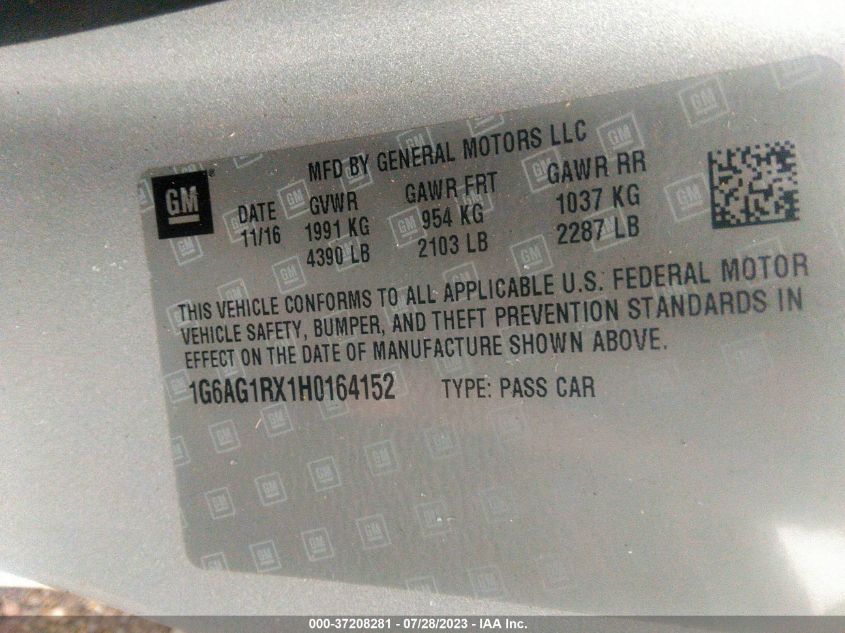 MFD BY GENERAL MOTORS LLC
GM
DATE GVWR GAWR FRT GAWR RR
11/16 1991 KG 954 KG 1037 KG
4390 LB 2103 LB 2287 LB
THIS VEHICLE CONFORMS TO ALL APPLICABLE U.S. FEDERAL MOTOR
VEHICLE SAFETY, BUMPER, AND THEFT PREVENTION STANDARDS IN
EFFECT ON THE DATE OF MANUFACTURE SHOWN ABOVE.
1G6AG1RX1H0164152 TYPE: PASS CAR
000-37208281 - 07/28/2023 - IAA Inc.